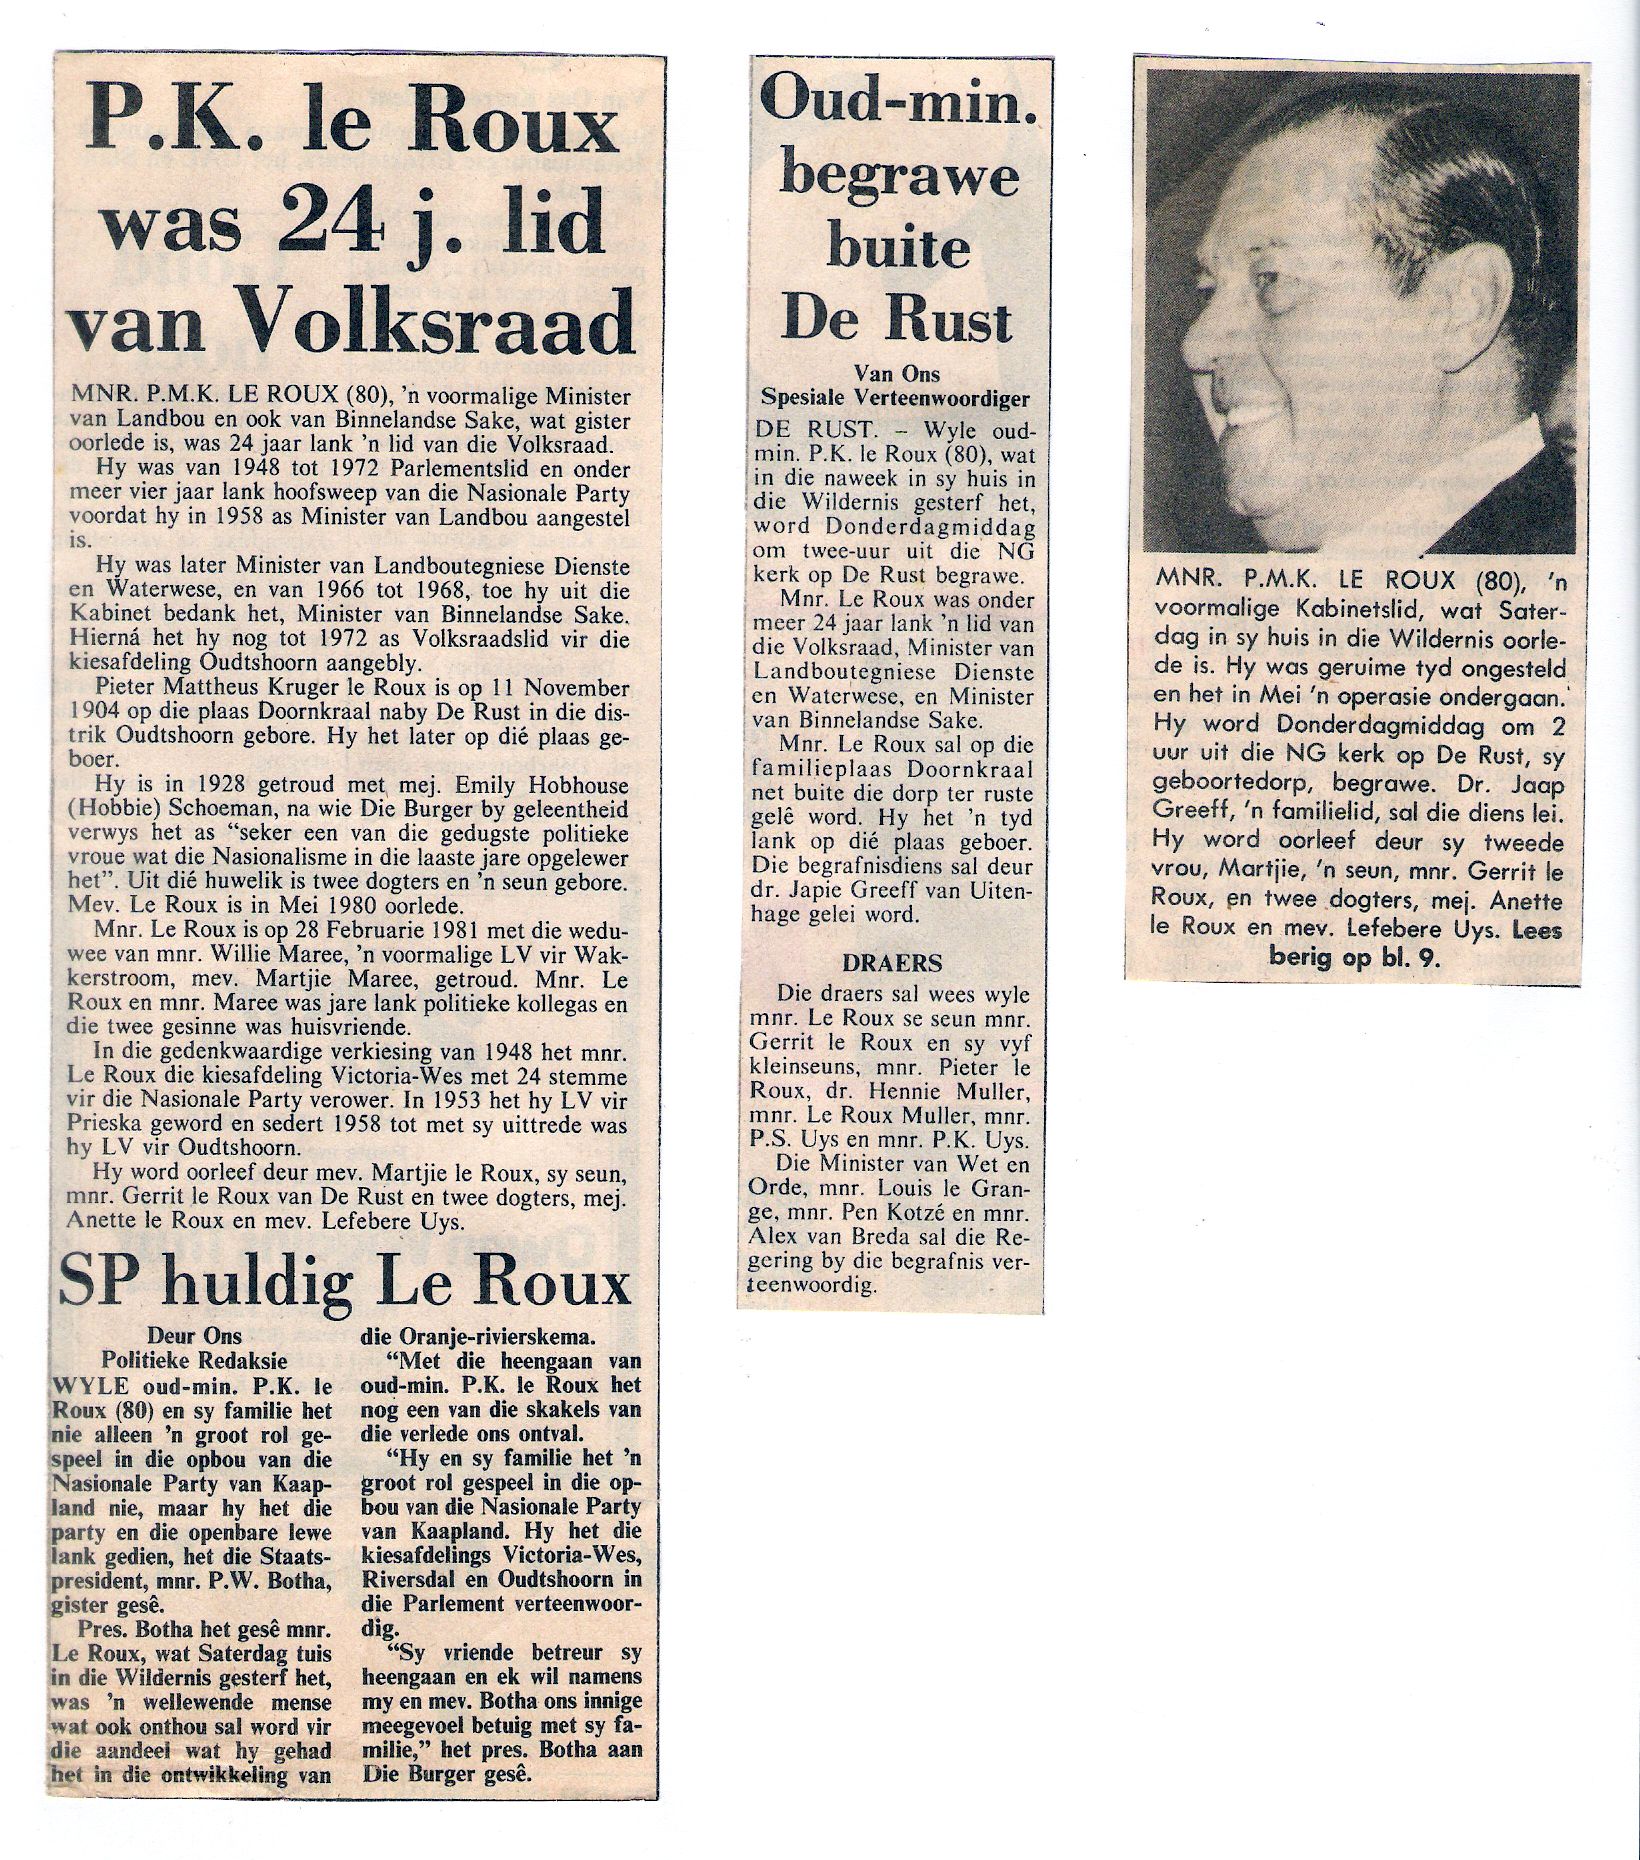 P.K. le Roux
was 24 j. lid
van Volksraad
MNR. P.M.K. LE ROUX (80), ’n voormalige Minister
van Landbou en ook van Binnelandse Sake, wat gister
oorlede is, was 24 jaar lank ’n lid van die Volksraad.
Hy was van 1948 tot 1972 Parlementslid en onder
meer vier jaar lank hoofsweep van die Nasionale Party
voordat hy in 1958 as Minister van Landbou aangestel
is.
Hy was later Minister van Landboutegniese Dienste
en Waterwese, en van 1966 tot 1968, toe hy uit die
Kabinet bedank het, Minister van Binnelandse Sake.
Hierná het hy nog tot 1972 as Volksraadslid vir die
kiesafdeling Oudtshoorn aangebly.
Pieter Mattheus Kruger le Roux is op 11 November
1904 op die plaas Doornkraal naby De Rust in die dis-
trik Oudtshoorn gebore. Hy het later op dié plaas ge-
boer.
Hy is in 1928 getroud met mej. Emily Hobhouse
(Hobbie) Schoeman, na wie Die Burger by geleentheid
verwys het as “seker een van die gedugste politieke
vroue wat die Nasionalisme in die laaste jare opgelewer
het”. Uit dié huwelik is twee dogters en ’n seun gebore.
Mev. Le Roux is in Mei 1980 oorlede.
Mnr. Le Roux is op 28 Februarie 1981 met die wedu-
wee van mnr. Willie Maree, ’n voormalige LV vir Wak-
kerstroom, mev. Martjie Maree, getroud. Mnr. Le
Roux en mnr. Maree was jare lank politieke kollegas en
die twee gesinne was huisvriende.
In die gedenkwaardige verkiesing van 1948 het mnr.
Le Roux die kiesafdeling Victoria-Wes met 24 stemme
vir die Nasionale Party verower. In 1953 het hy LV vir
Prieska geword en sedert 1958 tot met sy uittrede was
hy LV vir Oudtshoorn.
Hy word oorleef deur mev. Martjie le Roux, sy seun,
mnr. Gerrit le Roux van De Rust en twee dogters, mej.
Anette le Roux en mev. Lefebere Uys.
SP huldig Le Roux
Deur Ons
Politieke Redaksie
WYLE oud-min. P.K. le
Roux (80) en sy familie het
nie alleen ’n groot rol ge-
speel in die opbou van die
Nasionale Party van Kaap-
land nie, maar hy het die
party en die openbare lewe
lank gedien, het die Staats-
president, mnr. P.W. Botha,
gister gesê.
Pres. Botha het gesê mnr.
Le Roux, wat Saterdag tuis
in die Wildernis gesterf het,
was ’n wellewende mense
wat ook onthou sal word vir
die aandeel wat hy gehad
het in die ontwikkeling van
die Oranje-rivierskema.
“Met die heengaan van
oud-min. P.K. le Roux het
nog een van die skakels van
die verlede ons ontval.
“Hy en sy familie het ’n
groot rol gespeel in die op-
bou van die Nasionale Party
van Kaapland. Hy het die
kiesafdelings Victoria-Wes,
Riversdal en Oudtshoorn in
die Parlement verteenwoor-
dig.
“Sy vriende betreur sy
heengaan en ek wil namens
my en mev. Botha ons innige
meegevoel betuig met sy fa-
milie,” het pres. Botha aan
Die Burger gesê.
Oud-min.
begrawe
buite
De Rust
Van Ons
Spesiale Verteenwoordiger
DE RUST. – Wyle oud-
min. P.K. le Roux (80), wat
in die naweek in sy huis in
die Wildernis gesterf het,
word Donderdagmiddag
om twee-uur uit die NG
kerk op De Rust begrawe.
Mnr. Le Roux was onder
meer 24 jaar lank ’n lid van
die Volksraad, Minister van
Landboutegniese Dienste
en Waterwese, en Minister
van Binnelandse Sake.
Mnr. Le Roux sal op die
familieplaas Doornkraal
net buite die dorp ter ruste
gelê word. Hy het ’n tyd
lank op dié plaas geboer.
Die begrafnisdiens sal deur
dr. Japie Greeff van Uiten-
hage gelei word.
DRAERS
Die draers sal wees wyle
mnr. Le Roux se seun mnr.
Gerrit le Roux en sy vyf
kleinseuns, mnr. Pieter le
Roux, dr. Hennie Muller,
mnr. Le Roux Muller, mnr.
P.S. Uys en mnr. P.K. Uys.
Die Minister van Wet en
Orde, mnr. Louis le Gran-
ge, mnr. Pen Kotzé en mnr.
Alex van Breda sal die Re-
gering by die begrafnis ver-
teenwoordig.
MNR. P.M.K. LE ROUX (80), ’n
voormalige Kabinetslid, wat Sater-
dag in sy huis in die Wildernis oorle-
de is. Hy was geruime tyd ongesteld
en het in Mei ’n operasie ondergaan.
Hy word Donderdagmiddag om 2
uur uit die NG kerk op De Rust, sy
geboortedorp, begrawe. Dr. Jaap
Greeff, ’n familielid, sal die diens lei.
Hy word oorleef deur sy tweede
vrou, Martjie, ’n seun, mnr. Gerrit le
Roux, en twee dogters, mej. Anette
le Roux en mev. Lefebere Uys. Lees
berig op bl. 9.